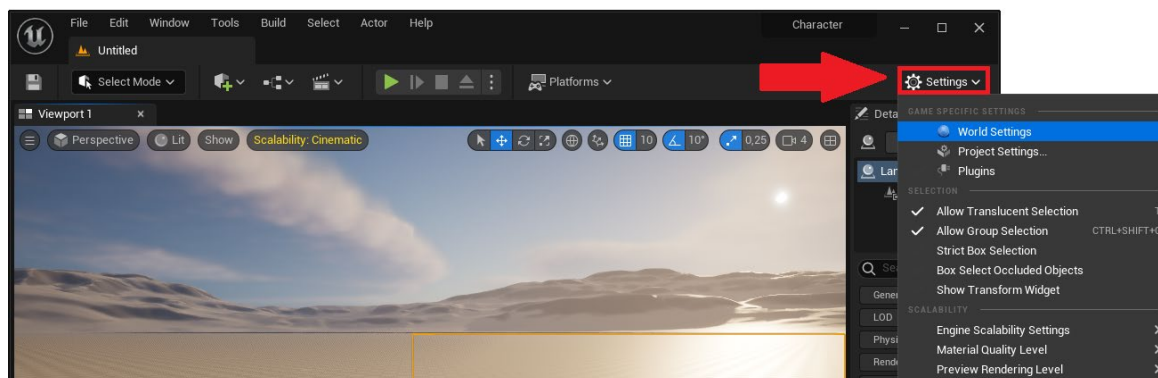 File Edit Window Tools Build Select Actor Help Character
Untitled
Select Mode Platforms Settings
Viewport 1
Perspective Lit Show Scalability: Cinematic 10 10° 0,25 4
GAME SPECIFIC SETTINGS
World Settings
Project Settings...
Plugins
SELECTION
Allow Translucent Selection
Allow Group Selection
Strict Box Selection
Box Select Occluded Objects
Show Transform Widget
SCALABILITY
Engine Scalability Settings
Material Quality Level
Preview Rendering Level
LOD